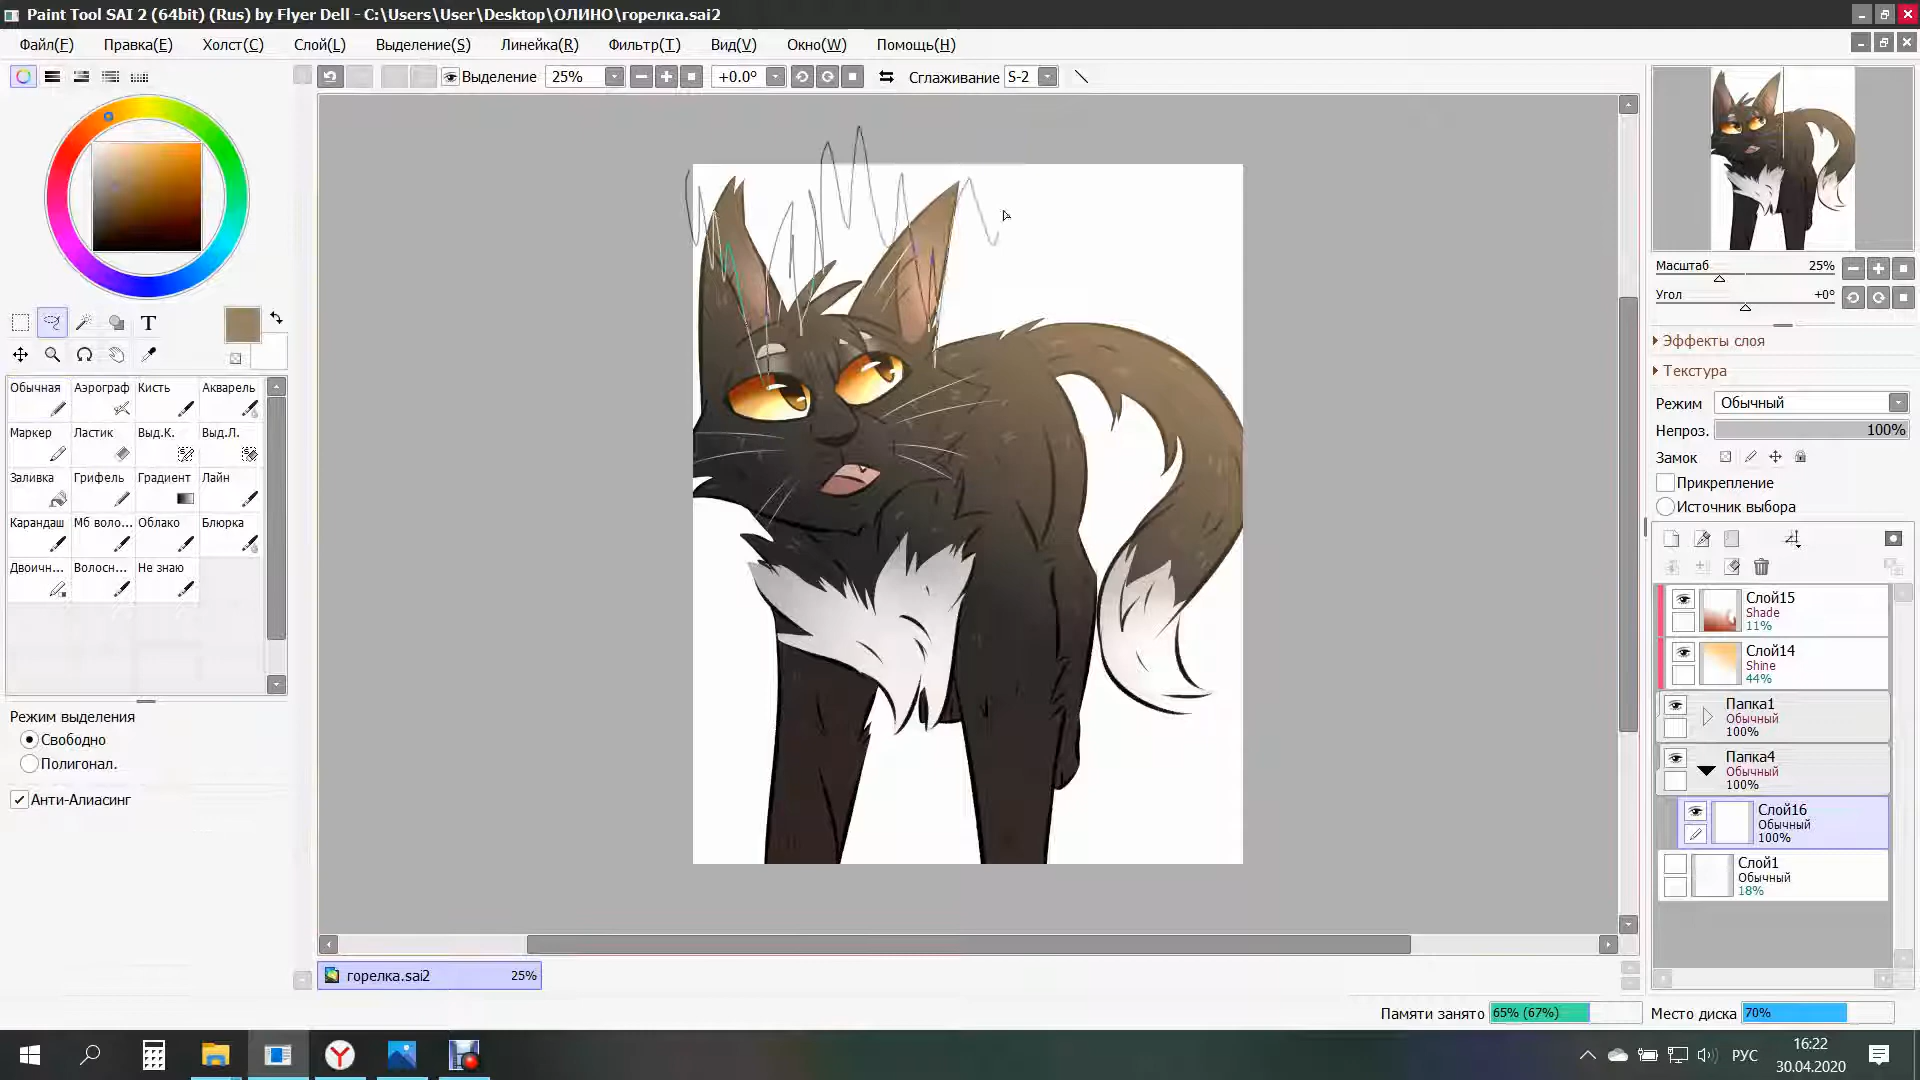 Paint Tool SAI 2 (64bit) (Rus) by Flyer Dell - C:\Users\User\Desktop\ОЛИНО\горелка.sai2
Файл(F) Правка(E) Холст(C) Слой(L) Выделение(S) Линейка(R) Фильтр(T) Вид(V) Окно(W) Помощь(H)
Выделение 25% +0.0° Сглаживание S-2
Масштаб 25%
Угол +0°
Эффекты слоя
Текстура
Режим Обычный
Непроз. 100%
Замок
Прикрепление
Источник выбора
T
Обычная Аэрограф Кисть Акварель
Маркер Ластик Выд.К. Выд.Л.
Заливка Грифель Градиент Лайн
Карандаш Мб воло... Облако Блюрка
Двоичн... Волосн... Не знаю
Режим выделения
Свободно
Полигонал.
Анти-Алиасинг
Слой15
Shade
11%
Слой14
Shine
44%
Папка1
Обычный
100%
Папка4
Обычный
100%
Слой16
Обычный
100%
Слой1
Обычный
18%
горелка.sai2 25%
Памяти занято 65% (67%) Место диска 70%
РУС
16:22
30.04.2020